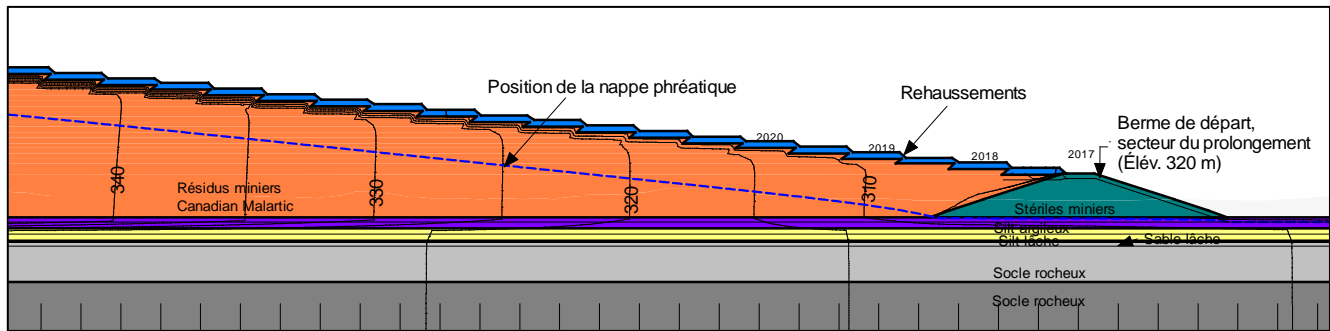 Position de la nappe phréatique
Rehaussements
Berme de départ,
secteur du prolongement
(Élév. 320 m)
2020
2019
2018
2017
340
330
320
310
Résidus miniers
Canadian Malartic
Stériles miniers
Silt argileux
Silt lâche
Sable lâche
Socle rocheux
Socle rocheux